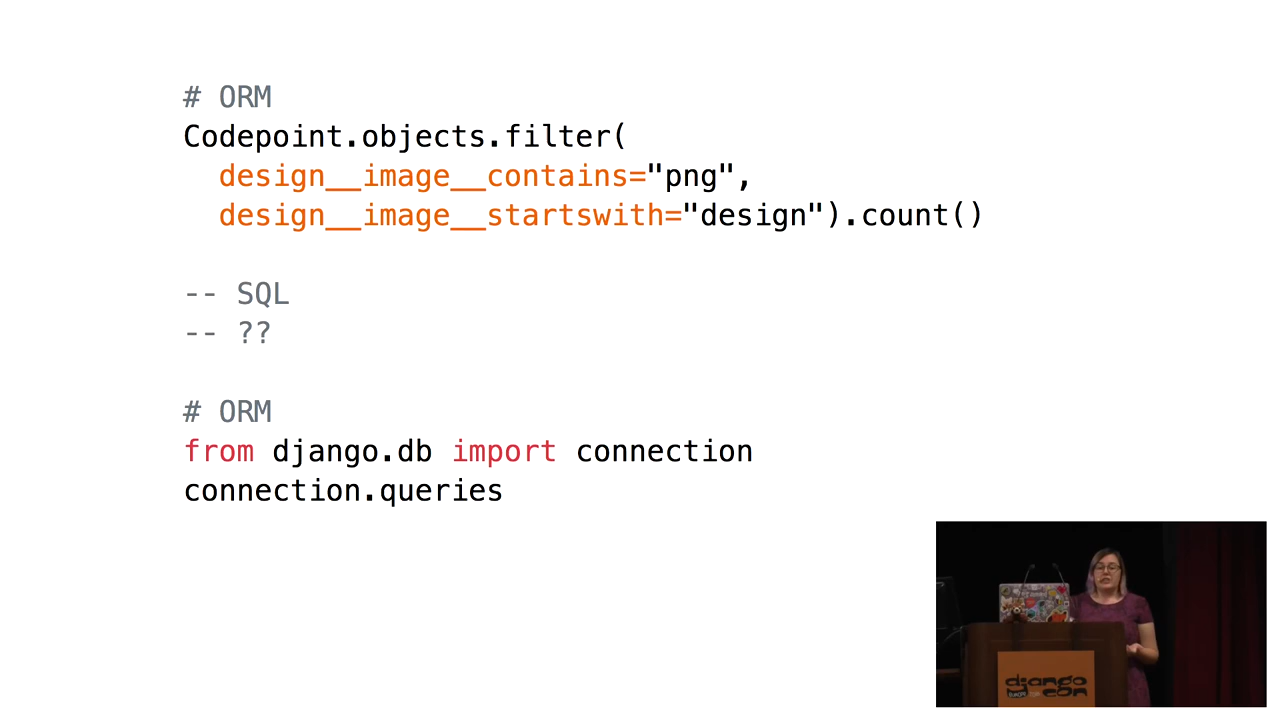 # ORM
Codepoint.objects.filter(
  design__image__contains="png",
  design__image__startswith="design").count()
-- SQL
-- ??
# ORM
from django.db import connection
connection.queries
django
EUROPE
con